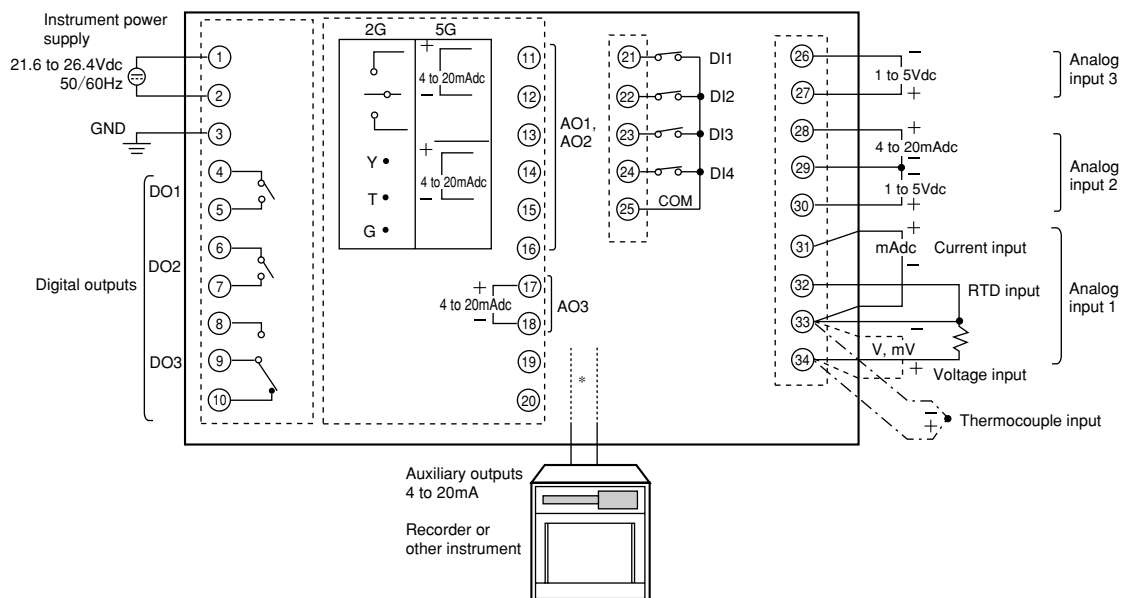 Instrument power
supply
21.6 to 26.4Vdc
50/60Hz
GND
Digital outputs
DO1
DO2
DO3
1
2
3
4
5
6
7
8
9
10
2G
5G
+
4 to 20mAdc
−
+
4 to 20mAdc
−
Y
T
G
11
12
13
14
15
16
AO1,
AO2
+
4 to 20mAdc
−
17
18
AO3
19
20
*
21
22
23
24
25
DI1
DI2
DI3
DI4
COM
26
27
28
29
30
31
32
33
34
−
1 to 5Vdc
+
Analog
input 3
+
4 to 20mAdc
−
−
1 to 5Vdc
+
Analog
input 2
+
mAdc
−
Current input
RTD input
−
V, mV
+
Voltage input
Analog
input 1
−
+
Thermocouple input
Auxiliary outputs
4 to 20mA
Recorder or
other instrument